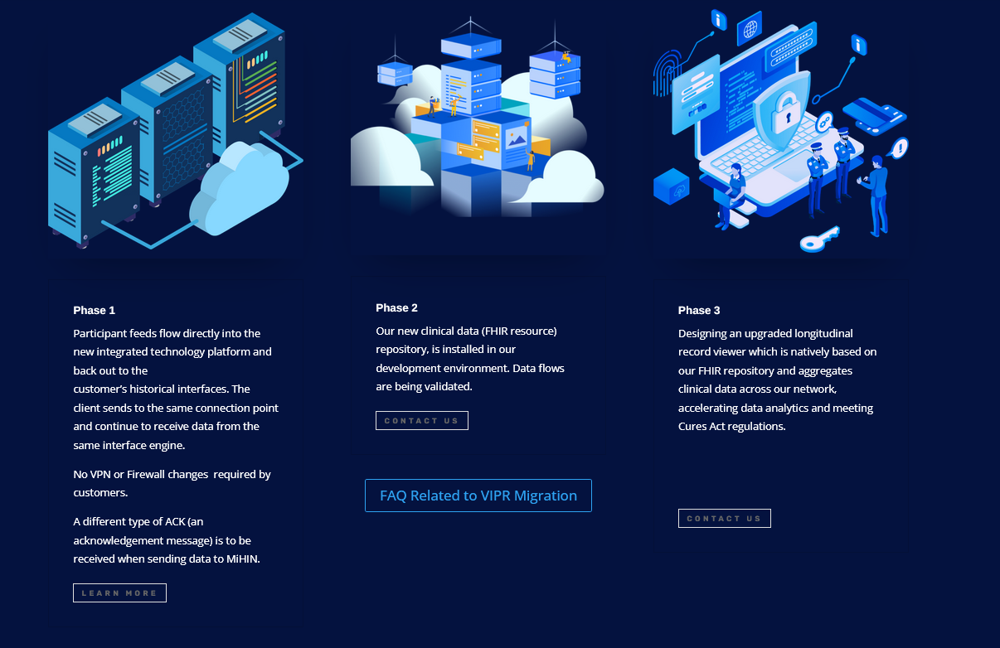 Phase 1
Participant feeds flow directly into the
new integrated technology platform and
back out to the
customer's historical interfaces. The
client sends to the same connection point
and continue to receive data from the
same interface engine.
No VPN or Firewall changes  required by
customers.
A different type of ACK (an
acknowledgement message) is to be
received when sending data to MiHIN.
LEARN MORE
Phase 2
Our new clinical data (FHIR resource)
repository, is installed in our
development environment. Data flows
are being validated.
CONTACT US
FAQ Related to VIPR Migration
Phase 3
Designing an upgraded longitudinal
record viewer which is natively based on
our FHIR repository and aggregates
clinical data across our network,
accelerating data analytics and meeting
Cures Act regulations.
CONTACT US